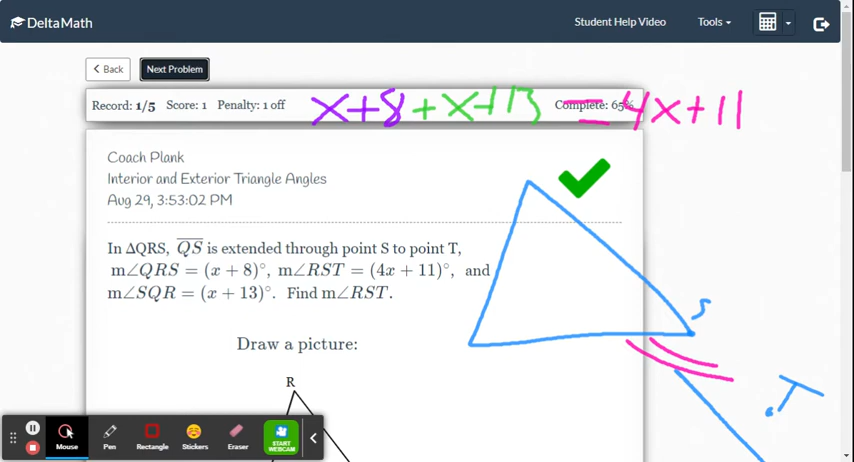 DeltaMath
Student Help Video
Tools
Back
Next Problem
Record: 1/5 Score: 1 Penalty: 1 off
Complete: 65%
x+8+x+13 = 4x+11
Coach Plank
Interior and Exterior Triangle Angles
Aug 29, 3:53:02 PM
In ΔQRS, \overline{QS} is extended through point S to point T,
m∠QRS = (x + 8)°, m∠RST = (4x + 11)°, and
m∠SQR = (x + 13)°. Find m∠RST.
S
Draw a picture:
R
.T
Mouse
Pen
Rectangle
Stickers
Eraser
START
WEBCAM